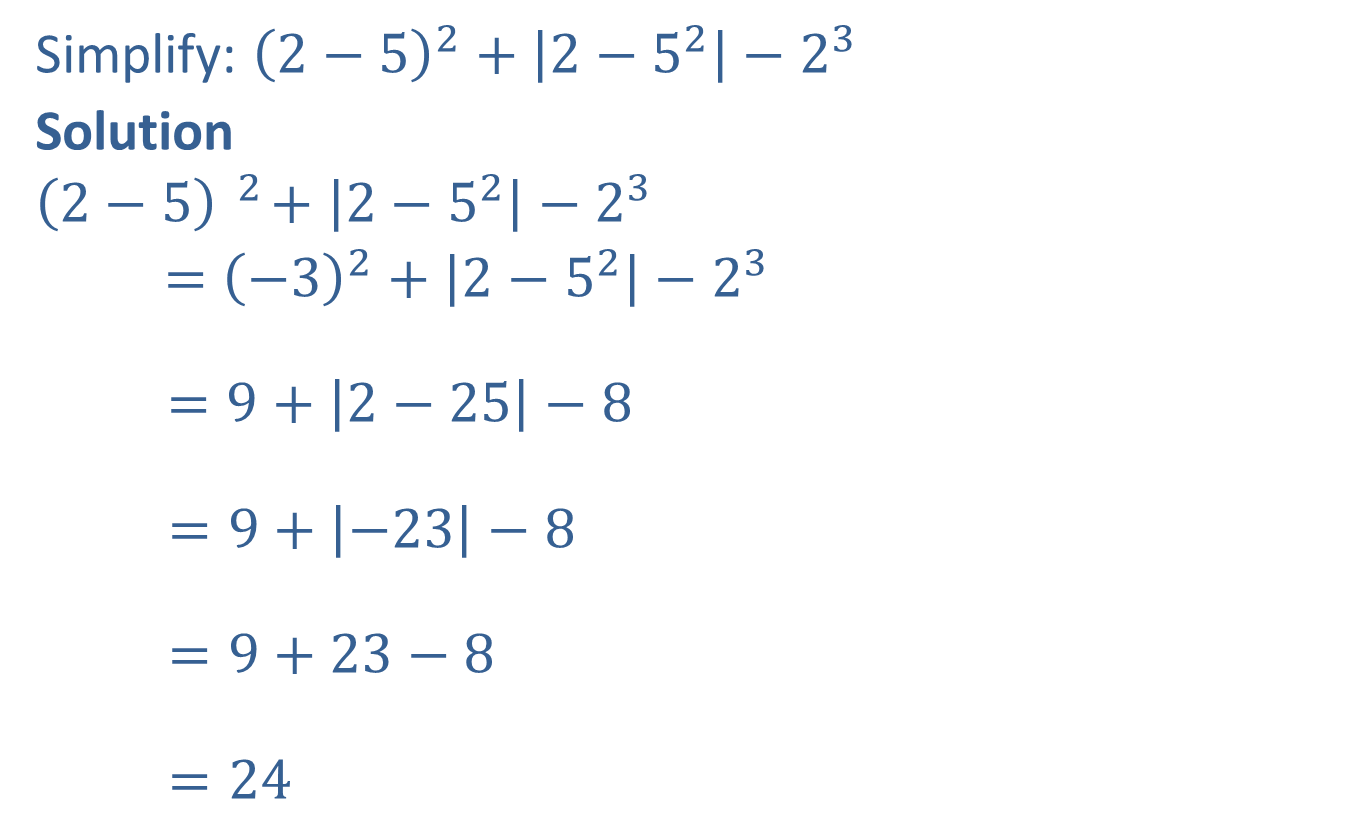 Simplify: (2 − 5)² + |2 − 5²| − 2³
Solution
(2 − 5) ² + |2 − 5²| − 2³
= (−3)² + |2 − 5²| − 2³
= 9 + |2 − 25| − 8
= 9 + |−23| − 8
= 9 + 23 − 8
= 24